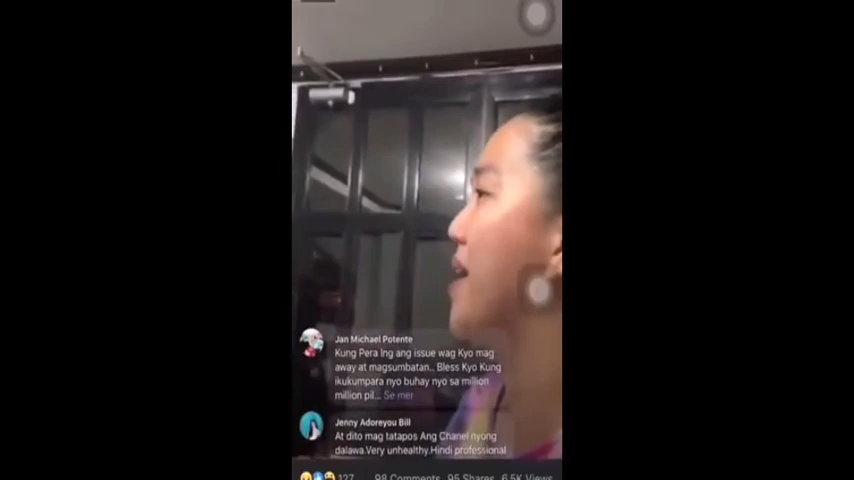 Jan Michael Potente
Kung Pera lng ang issue wag Kyo mag
away at magsumbatan.. Bless Kyo Kung
ikukumpara nyo buhay nyo sa million
million pil... Se mer
Jenny Adoreyou Bill
At dito mag tatapos Ang Chanel nyong
dalawa.Very unhealthy.Hindi professional
127 98 Comments 95 Shares 6.5K Views